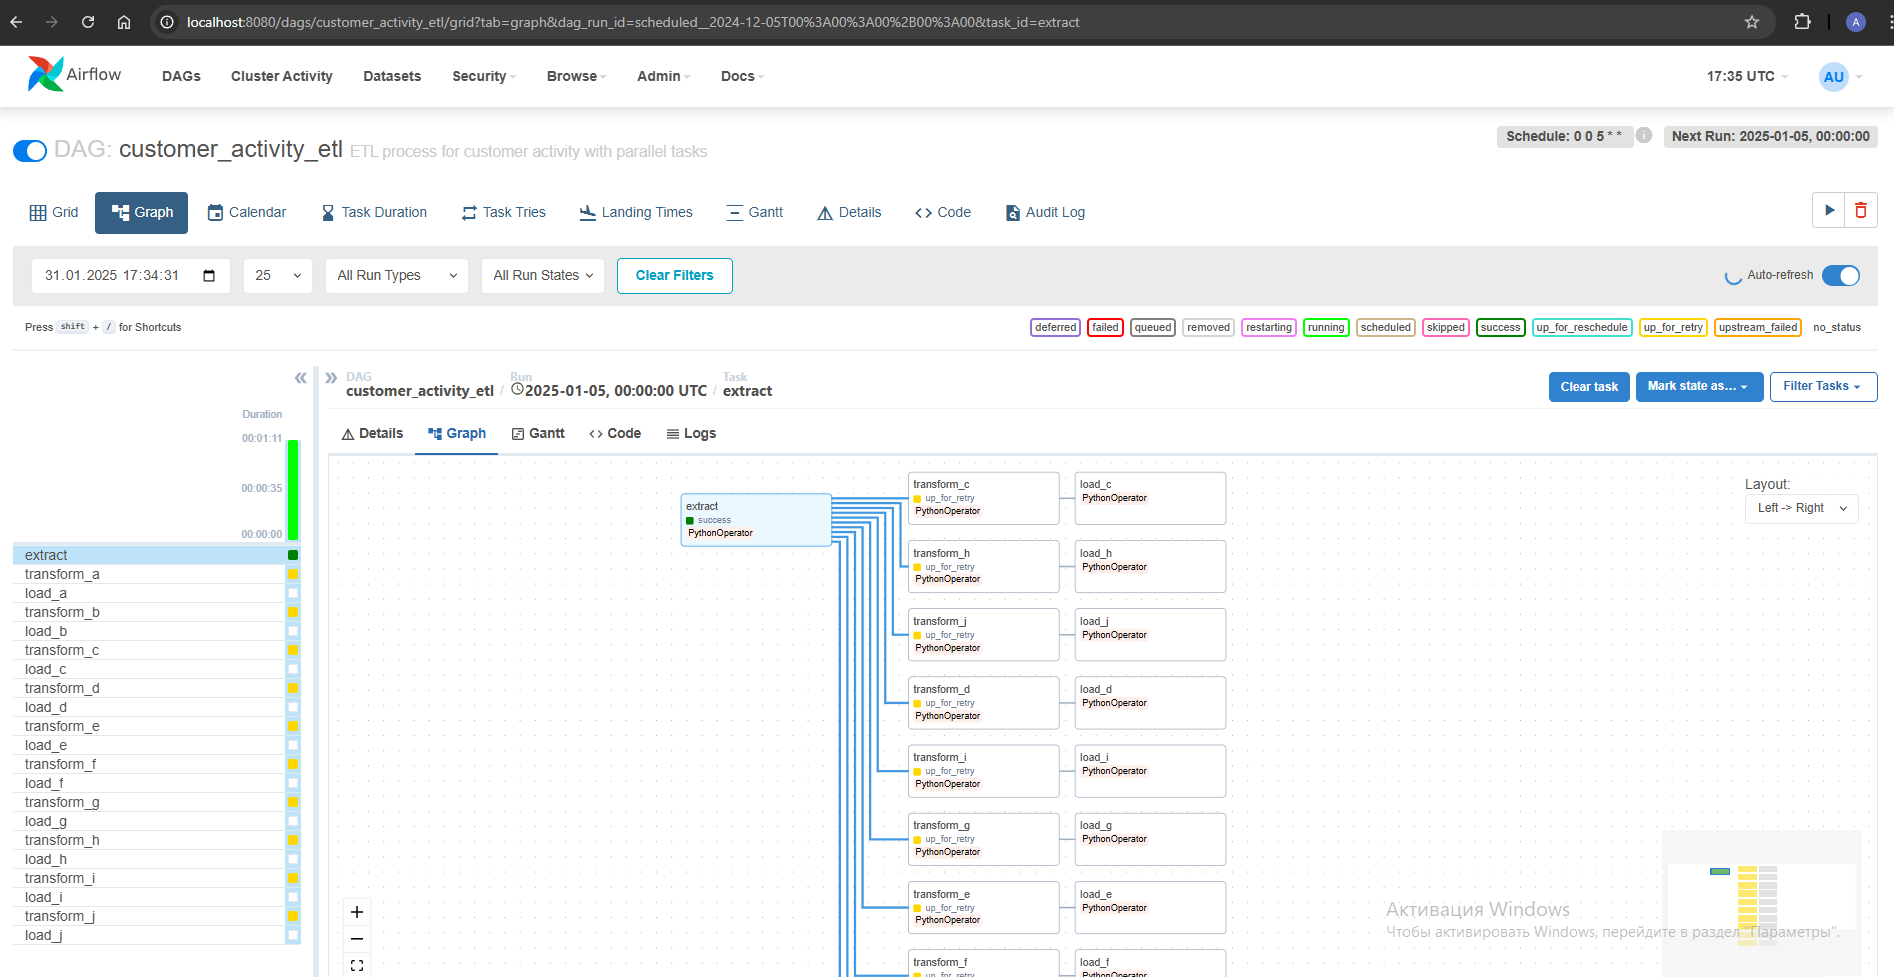 localhost:8080/dags/customer_activity_etl/grid?tab=graph&dag_run_id=scheduled__2024-12-05T00%3A00%3A00%2B00%3A00&task_id=extract
A
Airflow
DAGs Cluster Activity Datasets Security Browse Admin Docs
17:35 UTC
AU
DAG: customer_activity_etl ETL process for customer activity with parallel tasks
Schedule: 0 0 5 * *
Next Run: 2025-01-05, 00:00:00
Grid Graph Calendar Task Duration Task Tries Landing Times Gantt Details Code Audit Log
31.01.2025 17:34:31
25
All Run Types
All Run States
Clear Filters
Auto-refresh
Press shift + / for Shortcuts
deferred failed queued removed restarting running scheduled skipped success up_for_reschedule up_for_retry upstream_failed no_status
DAG
customer_activity_etl
/
Run
2025-01-05, 00:00:00 UTC
/
Task
extract
Clear task
Mark state as...
Filter Tasks
Details Graph Gantt Code Logs
Duration
00:01:11
00:00:35
00:00:00
extract
transform_a
load_a
transform_b
load_b
transform_c
load_c
transform_d
load_d
transform_e
load_e
transform_f
load_f
transform_g
load_g
transform_h
load_h
transform_i
load_i
transform_j
load_j
extract
success
PythonOperator
transform_c
up_for_retry
PythonOperator
load_c
PythonOperator
transform_h
up_for_retry
PythonOperator
load_h
PythonOperator
transform_j
up_for_retry
PythonOperator
load_j
PythonOperator
transform_d
up_for_retry
PythonOperator
load_d
PythonOperator
transform_i
up_for_retry
PythonOperator
load_i
PythonOperator
transform_g
up_for_retry
PythonOperator
load_g
PythonOperator
transform_e
up_for_retry
PythonOperator
load_e
PythonOperator
transform_f
up_for_retry
load_f
PythonOperator
Layout:
Left -> Right
Активация Windows
Чтобы активировать Windows, перейдите в раздел "Параметры".